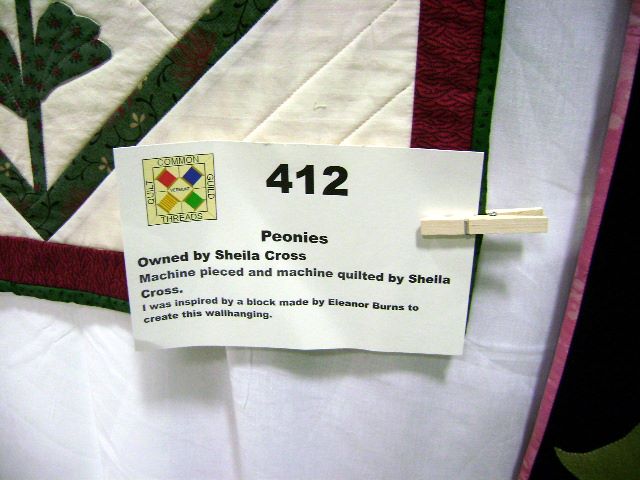 COMMON
QUILT
GUILD
VERMONT
THREADS
412
Peonies
Owned by Sheila Cross
Machine pieced and machine quilted by Sheila
Cross.
I was inspired by a block made by Eleanor Burns to
create this wallhanging.